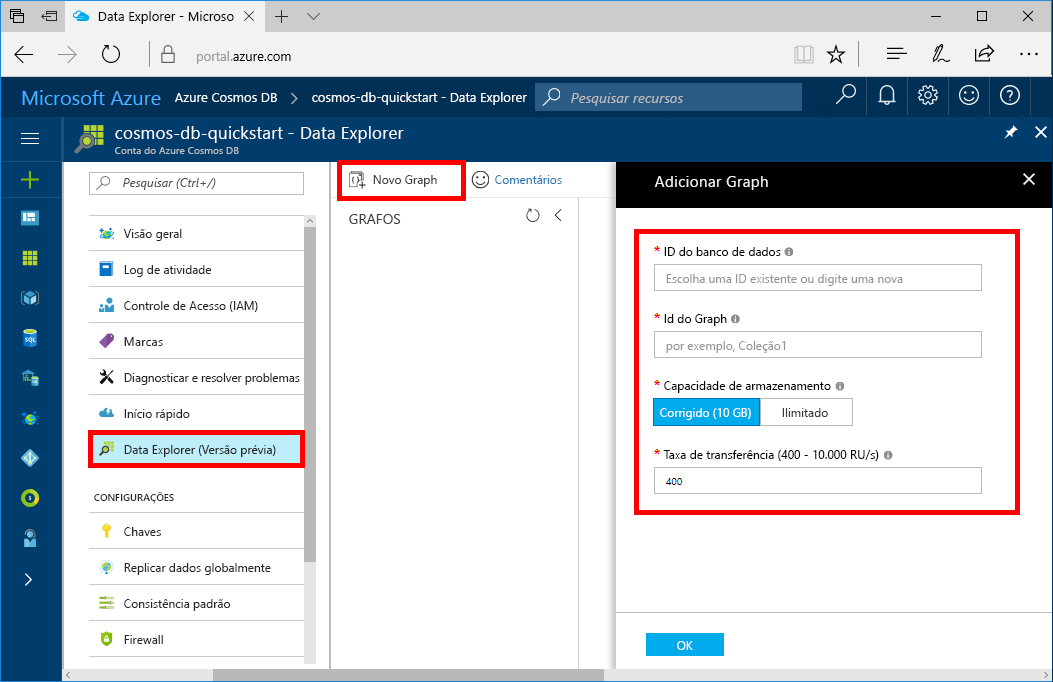 Data Explorer - Microso
portal.azure.com
Microsoft Azure Azure Cosmos DB > cosmos-db-quickstart - Data Explorer Pesquisar recursos
cosmos-db-quickstart - Data Explorer
Conta do Azure Cosmos DB
Pesquisar (Ctrl+/)
Visão geral
Log de atividade
Controle de Acesso (IAM)
Marcas
Diagnosticar e resolver problemas
Início rápido
Data Explorer (Versão prévia)
CONFIGURAÇÕES
Chaves
Replicar dados globalmente
Consistência padrão
Firewall
Novo Graph
Comentários
GRAFOS
Adicionar Graph
* ID do banco de dados
Escolha uma ID existente ou digite uma nova
* Id do Graph
por exemplo, Coleção1
* Capacidade de armazenamento
Corrigido (10 GB) Ilimitado
* Taxa de transferência (400 - 10.000 RU/s)
400
OK